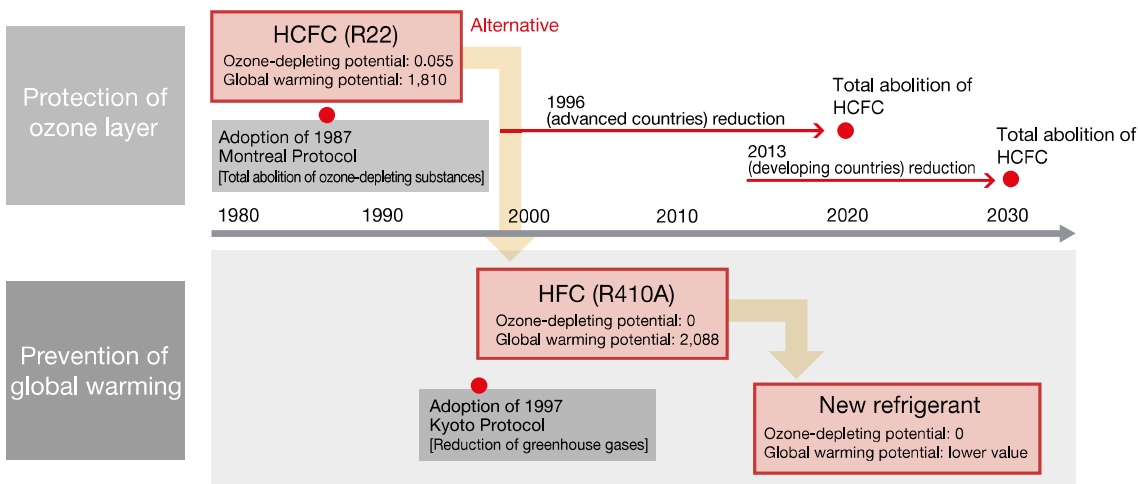 Protection of
ozone layer
HCFC (R22)
Ozone-depleting potential: 0.055
Global warming potential: 1,810
Alternative
Adoption of 1987
Montreal Protocol
[Total abolition of ozone-depleting substances]
1996
(advanced countries) reduction
Total abolition of
HCFC
2013
(developing countries) reduction
Total abolition of
HCFC
1980 1990 2000 2010 2020 2030
Prevention of
global warming
HFC (R410A)
Ozone-depleting potential: 0
Global warming potential: 2,088
Adoption of 1997
Kyoto Protocol
[Reduction of greenhouse gases]
New refrigerant
Ozone-depleting potential: 0
Global warming potential: lower value